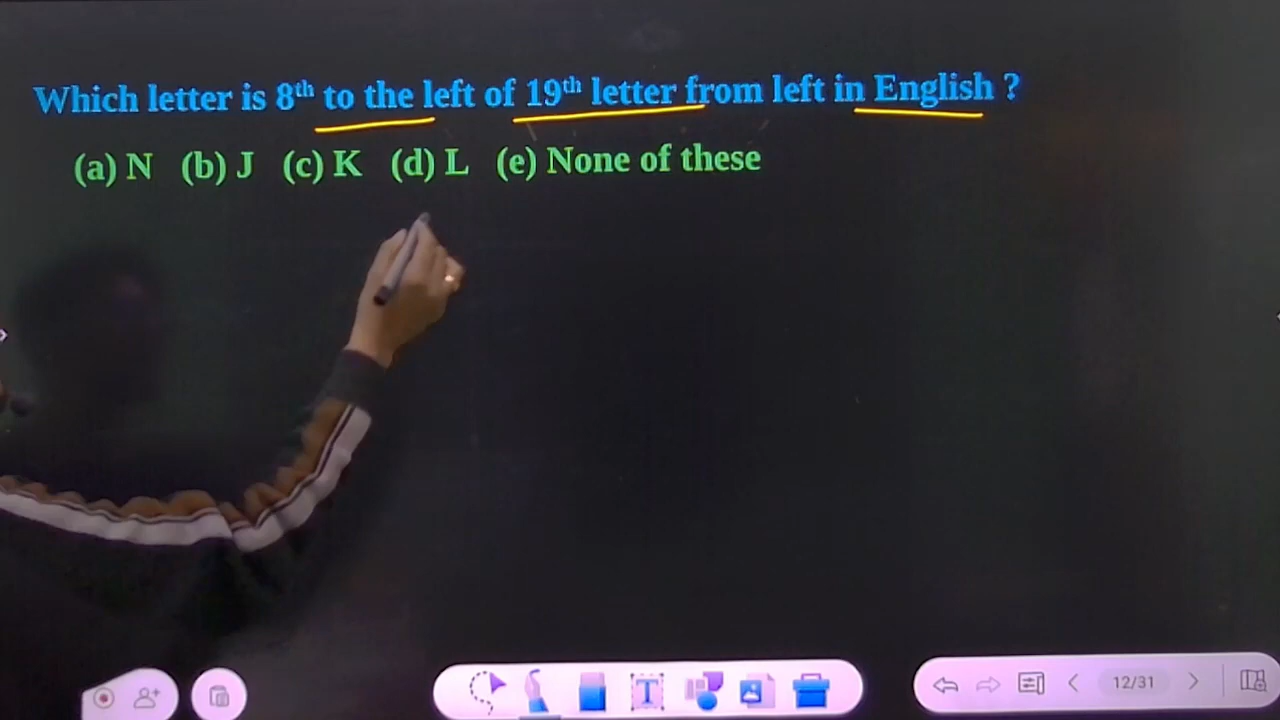 Which letter is 8th to the left of 19th letter from left in English ?
(a) N (b) J (c) K (d) L (e) None of these
12/31